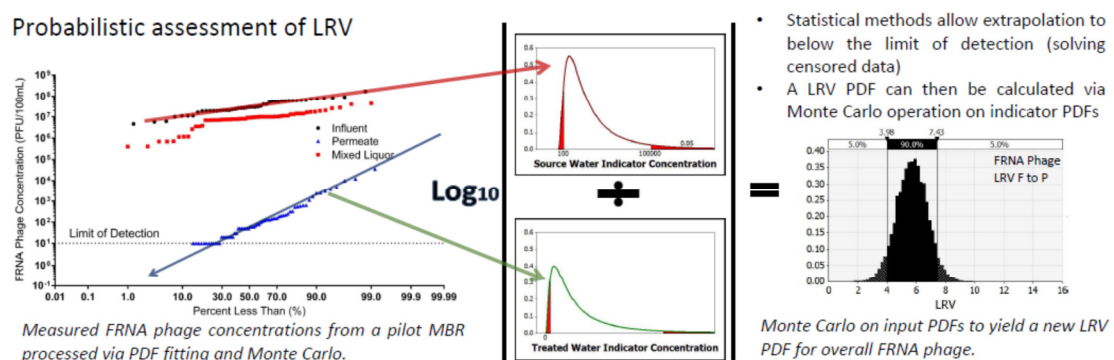 Probabilistic assessment of LRV
FRNA Phage Concentration (PFU/100mL)
10⁹
10⁸
10⁷
10⁶
10⁵
10⁴
10³
10²
10¹
10⁰
10⁻¹
Influent
Permeate
Mixed Liquor
Limit of Detection
0.01 0.1 1.0 10.0 30.0 50.0 70.0 90.0 99.0 99.9 99.99
Percent Less Than (%)
Measured FRNA phage concentrations from a pilot MBR
processed via PDF fitting and Monte Carlo.
Log₁₀
0.6
0.5
0.4
0.3
0.2
0.1
0.0
0.05
100 100000
Source Water Indicator Concentration
÷
0.7
0.6
0.5
0.4
0.3
0.2
0.1
0.0
Treated Water Indicator Concentration
=
• Statistical methods allow extrapolation to
below the limit of detection (solving
censored data)
• A LRV PDF can then be calculated via
Monte Carlo operation on indicator PDFs
3.98 7.43
5.0% 90.0% 5.0%
FRNA Phage
LRV F to P
0.40
0.35
0.30
0.25
0.20
0.15
0.10
0.05
0.00
0 2 4 6 8 10 12 14 16
LRV
Monte Carlo on input PDFs to yield a new LRV
PDF for overall FRNA phage.